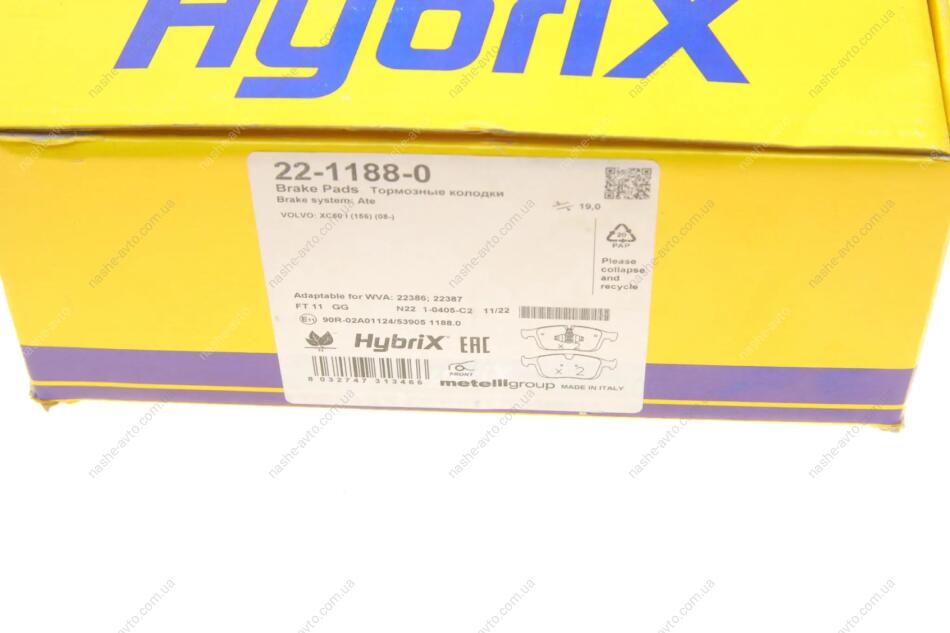 HybriX
22-1188-0
Brake Pads Тормозные колодки
Brake system: Ate
VOLVO: XC60 I (156) (08-)
19,0
20
PAP
Please
collapse
and
recycle
Adaptable for WVA: 22386; 22387
FT 11 GG N22 1-0405-C2 11/22
E11 90R-02A01124/53905 1188.0
HybriX EAC
x 2
x 2
FRONT
8 032747 313466
metelligroup MADE IN ITALY
nashe-avto.com.ua